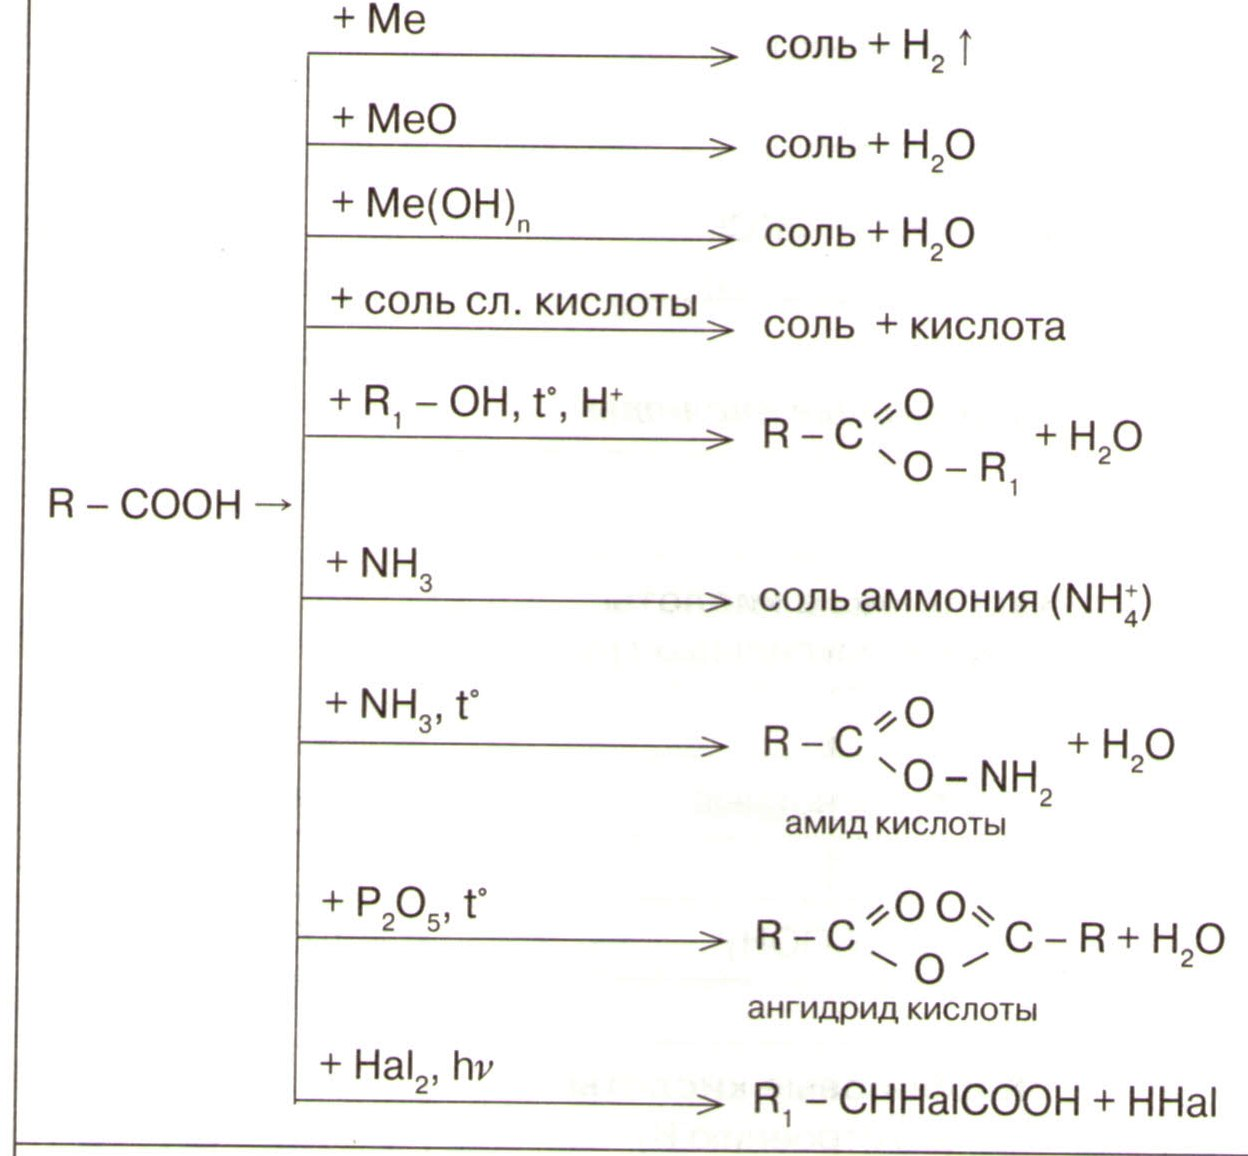 + Me
соль + H₂ ↑
+ MeO
соль + H₂O
+ Me(OH)ₙ
соль + H₂O
+ соль сл. кислоты
соль + кислота
+ R₁ – OH, t°, H⁺
R – C
O
O – R₁
+ H₂O
R – COOH →
+ NH₃
соль аммония (NH₄⁺)
+ NH₃, t°
R – C
O
O – NH₂
+ H₂O
амид кислоты
+ P₂O₅, t°
R – C
O O
O
C – R + H₂O
ангидрид кислоты
+ Hal₂, hν
R₁ – CHHalCOOH + HHal